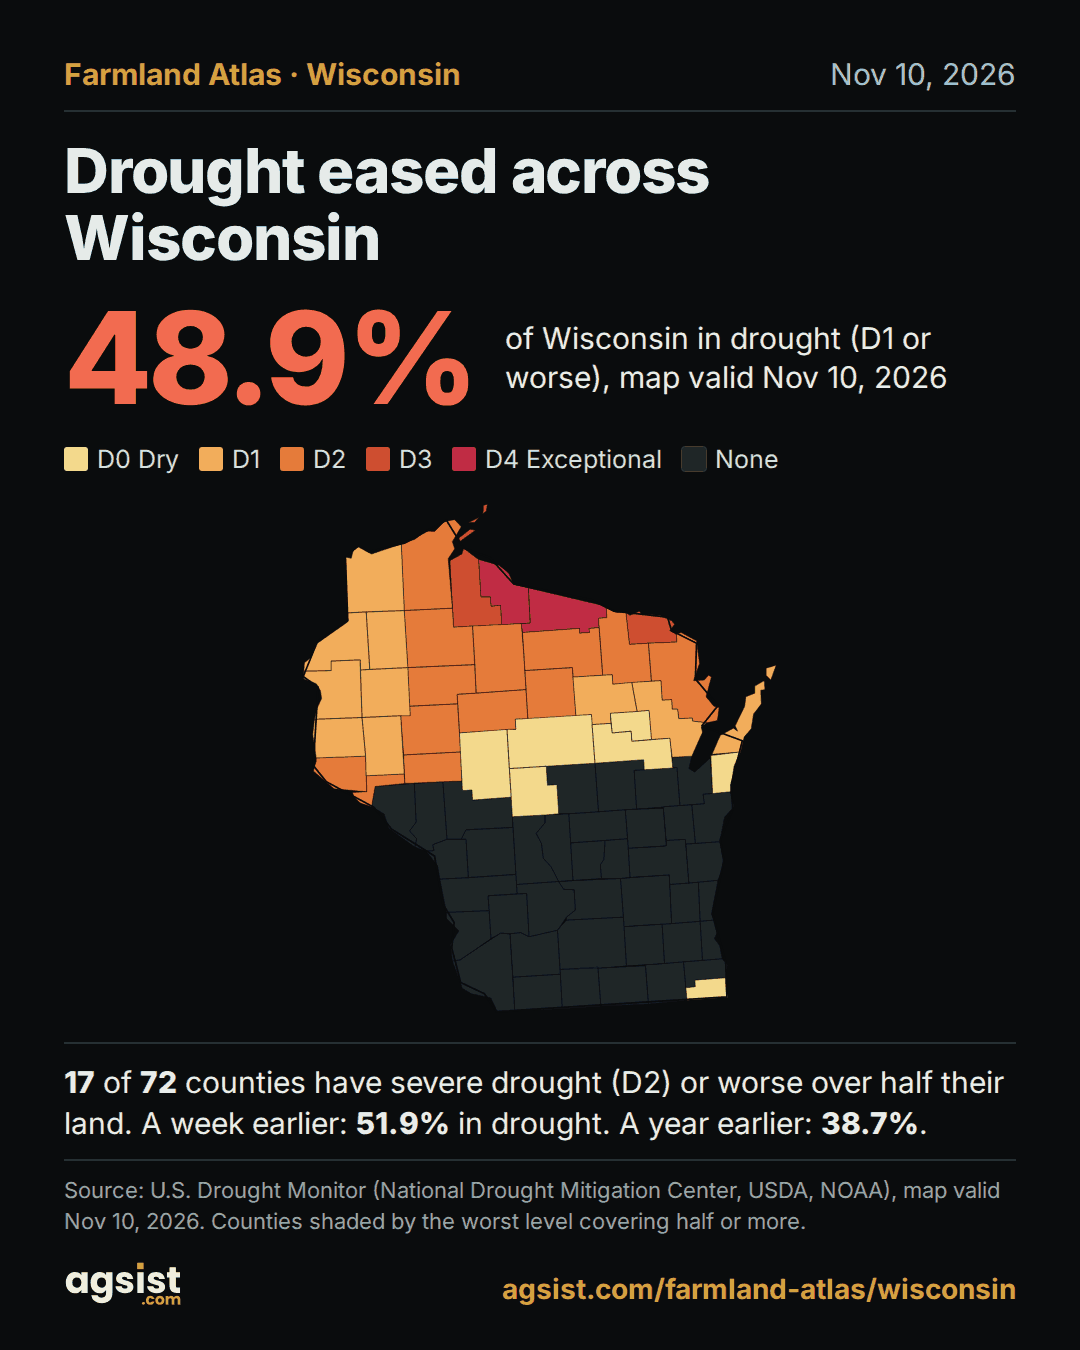 Farmland Atlas · Wisconsin
Nov 10, 2026
Drought eased across
Wisconsin
48.9%
of Wisconsin in drought (D1 or
worse), map valid Nov 10, 2026
D0 Dry D1 D2 D3 D4 Exceptional None
17 of 72 counties have severe drought (D2) or worse over half their
land. A week earlier: 51.9% in drought. A year earlier: 38.7%.
Source: U.S. Drought Monitor (National Drought Mitigation Center, USDA, NOAA), map valid
Nov 10, 2026. Counties shaded by the worst level covering half or more.
agsist
.com
agsist.com/farmland-atlas/wisconsin